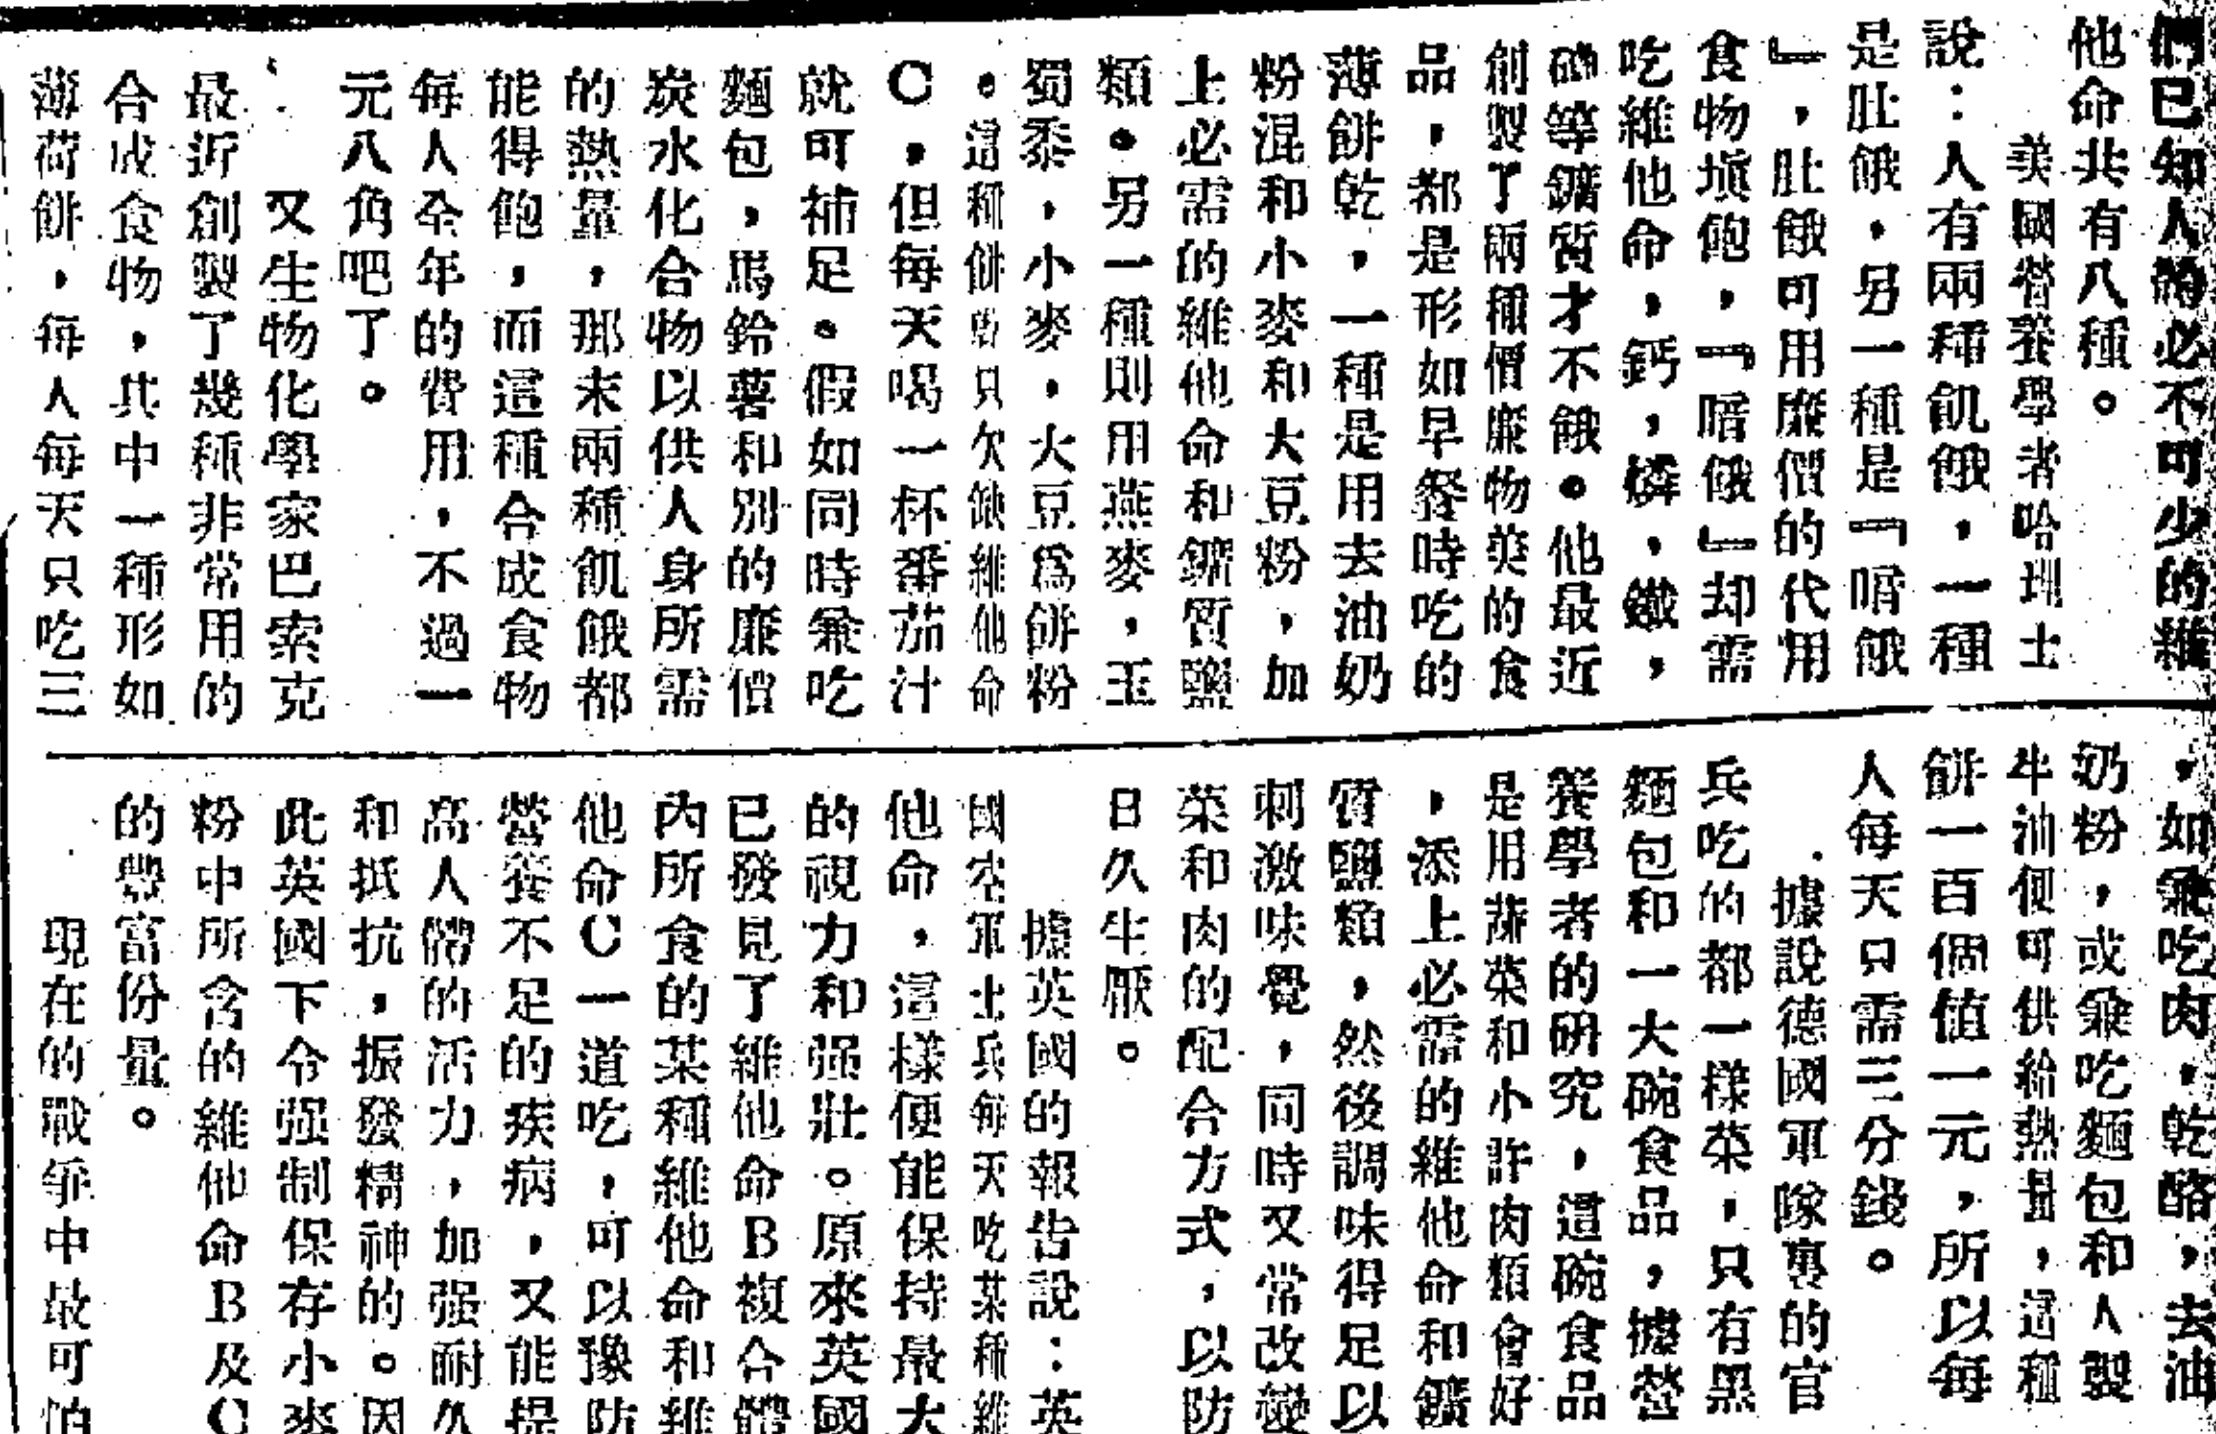 們已知人的必不可少的維
他命共有八種。
美國營養學者哈理士
說：人有兩種飢餓，一種
是肚餓，另一種是『暗餓
』，肚餓可用廉價的代用
食物塡飽，『暗餓』却需
吃維他命，鈣，燐，鐵，
等鑛質才不餓。他最近
創製了兩種價廉物美的食
品，都是形如早餐時吃的
薄餅乾，一種是用去油奶
粉混和小麥和大豆粉，加
上必需的維他命和鑛質鹽
類。另一種則用燕麥，玉
蜀黍，小麥，大豆爲餅粉
。這種餅乾只欠缺維他命
C，但每天喝一杯番茄汁
就可補足。假如同時兼吃
麵包，馬鈴薯和別的廉價
炭水化合物以供人身所需
的熱量，那末兩種飢餓都
能得飽，而這種合成食物
每人全年的費用，不過一
元八角吧了。
又生物化學家巴索克
最近創製了幾種非常用的
合成食物，共中一種形如
薄荷餅，每人每天只吃三
，如兼吃肉，乾酪，去油
奶粉，或兼吃麵包和人製
牛油便可供給熱量，這種
餅一百個值一元，所以每
人每天只需三分錢。
據說德國軍隊裏的官
兵吃的都一樣菜，只有黑
麵包和一大碗食品，據營
養學者的研究，這碗食品
是用蔬菜和小許肉類會好
，添上必需的維他命和鑛
質鹽類，然後調味得足以
刺激味覺，同時又常改變
菜和肉的配合方式，以防
日久生厭。
據英國的報告說：英
國空軍士兵每天吃某種維
他命，這樣便能保持最大
的視力和强壯。原來英國
已發見了維他命B複合體
內所食的某種維他命和維
他命C一道吃，可以豫防
營養不足的疾病，又能提
高人體的活力，加强耐久
和抵抗，振發精神的。因
此英國下令强制保存小麥
粉中所含的維他命B及C
的豐富份量。
現在的戰爭中最可怕